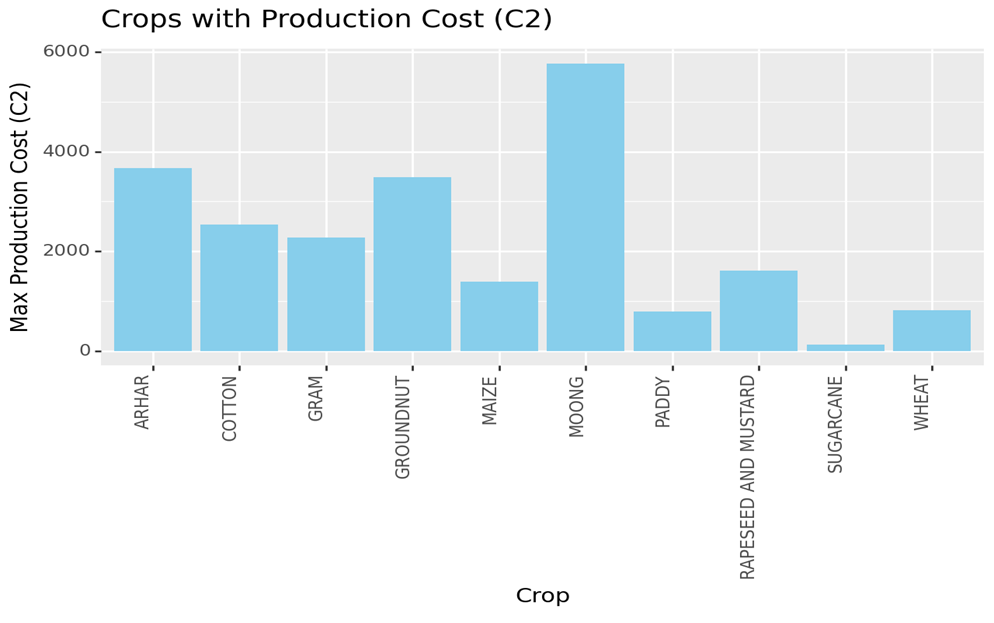 Crops with Production Cost (C2)
Max Production Cost (C2)
6000
4000
2000
0
ARHAR
COTTON
GRAM
GROUNDNUT
MAIZE
MOONG
PADDY
RAPESEED AND MUSTARD
SUGARCANE
WHEAT
Crop